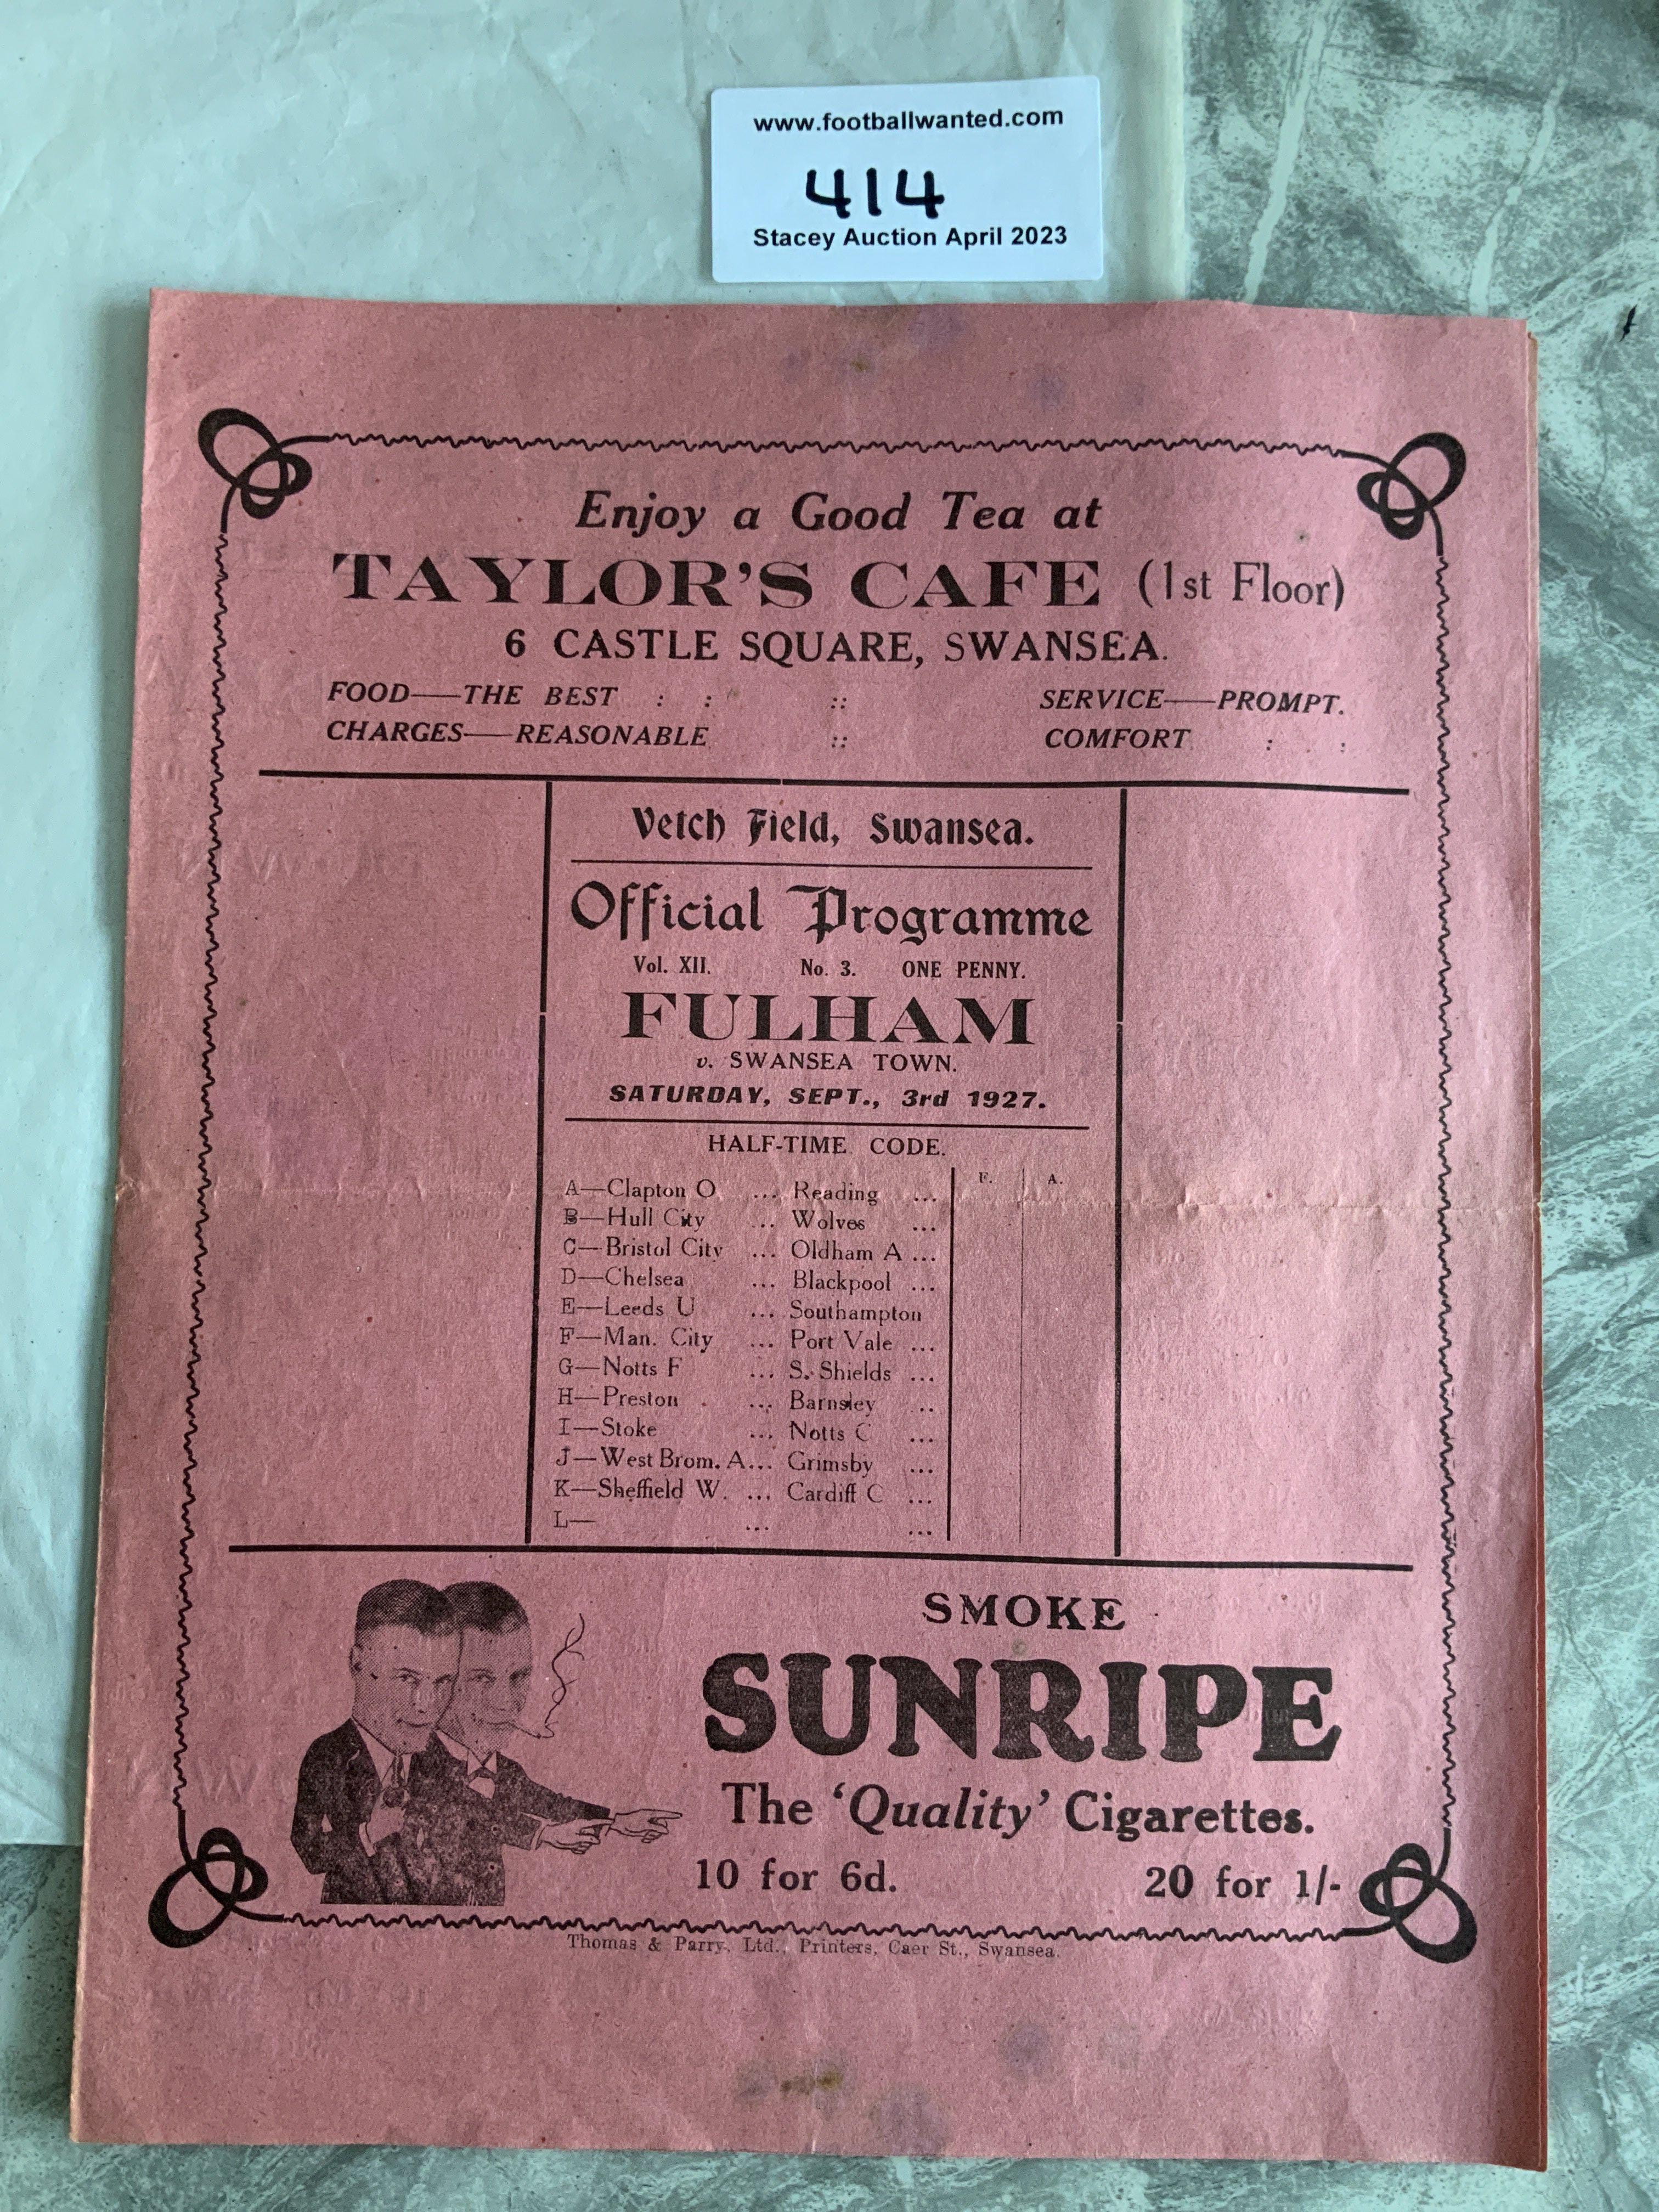 www.footballwanted.com
414
Stacey Auction April 2023
Enjoy a Good Tea at
TAYLOR'S CAFE (1st Floor)
6 CASTLE SQUARE, SWANSEA.
FOOD—THE BEST : : :: SERVICE—PROMPT.
CHARGES—REASONABLE :: COMFORT : . :
Vetch Field, Swansea.
Official Programme
Vol. XII. No. 3. ONE PENNY.
FULHAM
v. SWANSEA TOWN.
SATURDAY, SEPT., 3rd 1927.
HALF-TIME CODE.
F. A.
A—Clapton O ... Reading ...
B—Hull City ... Wolves ...
C—Bristol City ... Oldham A ...
D—Chelsea ... Blackpool ...
E—Leeds U ... Southampton
F—Man. City ... Port Vale ...
G—Notts F ... S. Shields ...
H—Preston . ... Barnsley ..
I—Stoke ... Notts C ...
J—West Brom. A... Grimsby ...
K—Sheffield W. ... Cardiff C ...
L— ... ...
SMOKE
SUNRIPE
The 'Quality' Cigarettes.
10 for 6d. 20 for 1/-
Thomas & Parry, Ltd., Printers, Caer St., Swansea.